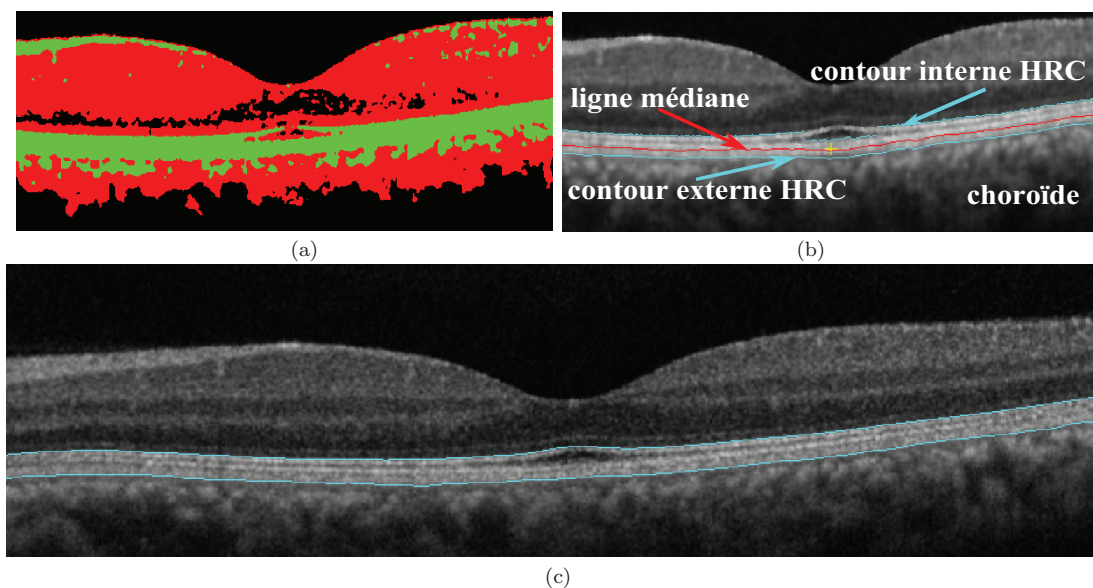 contour interne HRC
ligne médiane
contour externe HRC
choroïde
(a)
(b)
(c)